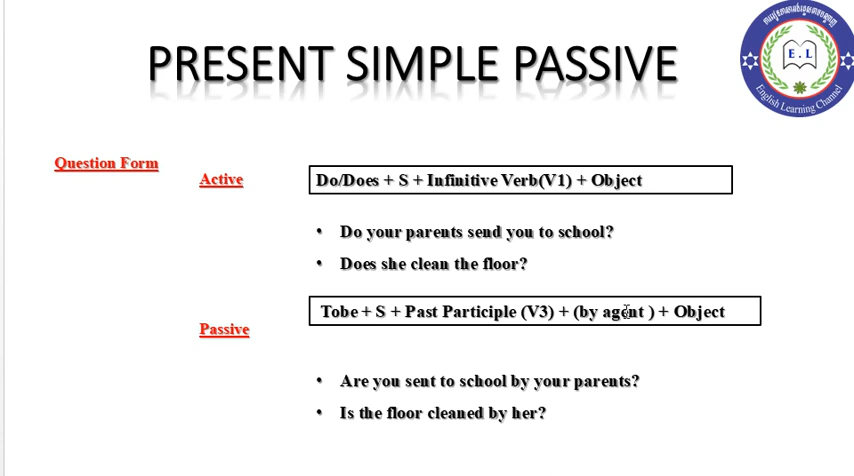 PRESENT SIMPLE PASSIVE
E.L
English Learning Channel
Question Form
Active
Do/Does + S + Infinitive Verb(V1) + Object
• Do your parents send you to school?
• Does she clean the floor?
Passive
Tobe + S + Past Participle (V3) + (by agent ) + Object
• Are you sent to school by your parents?
• Is the floor cleaned by her?